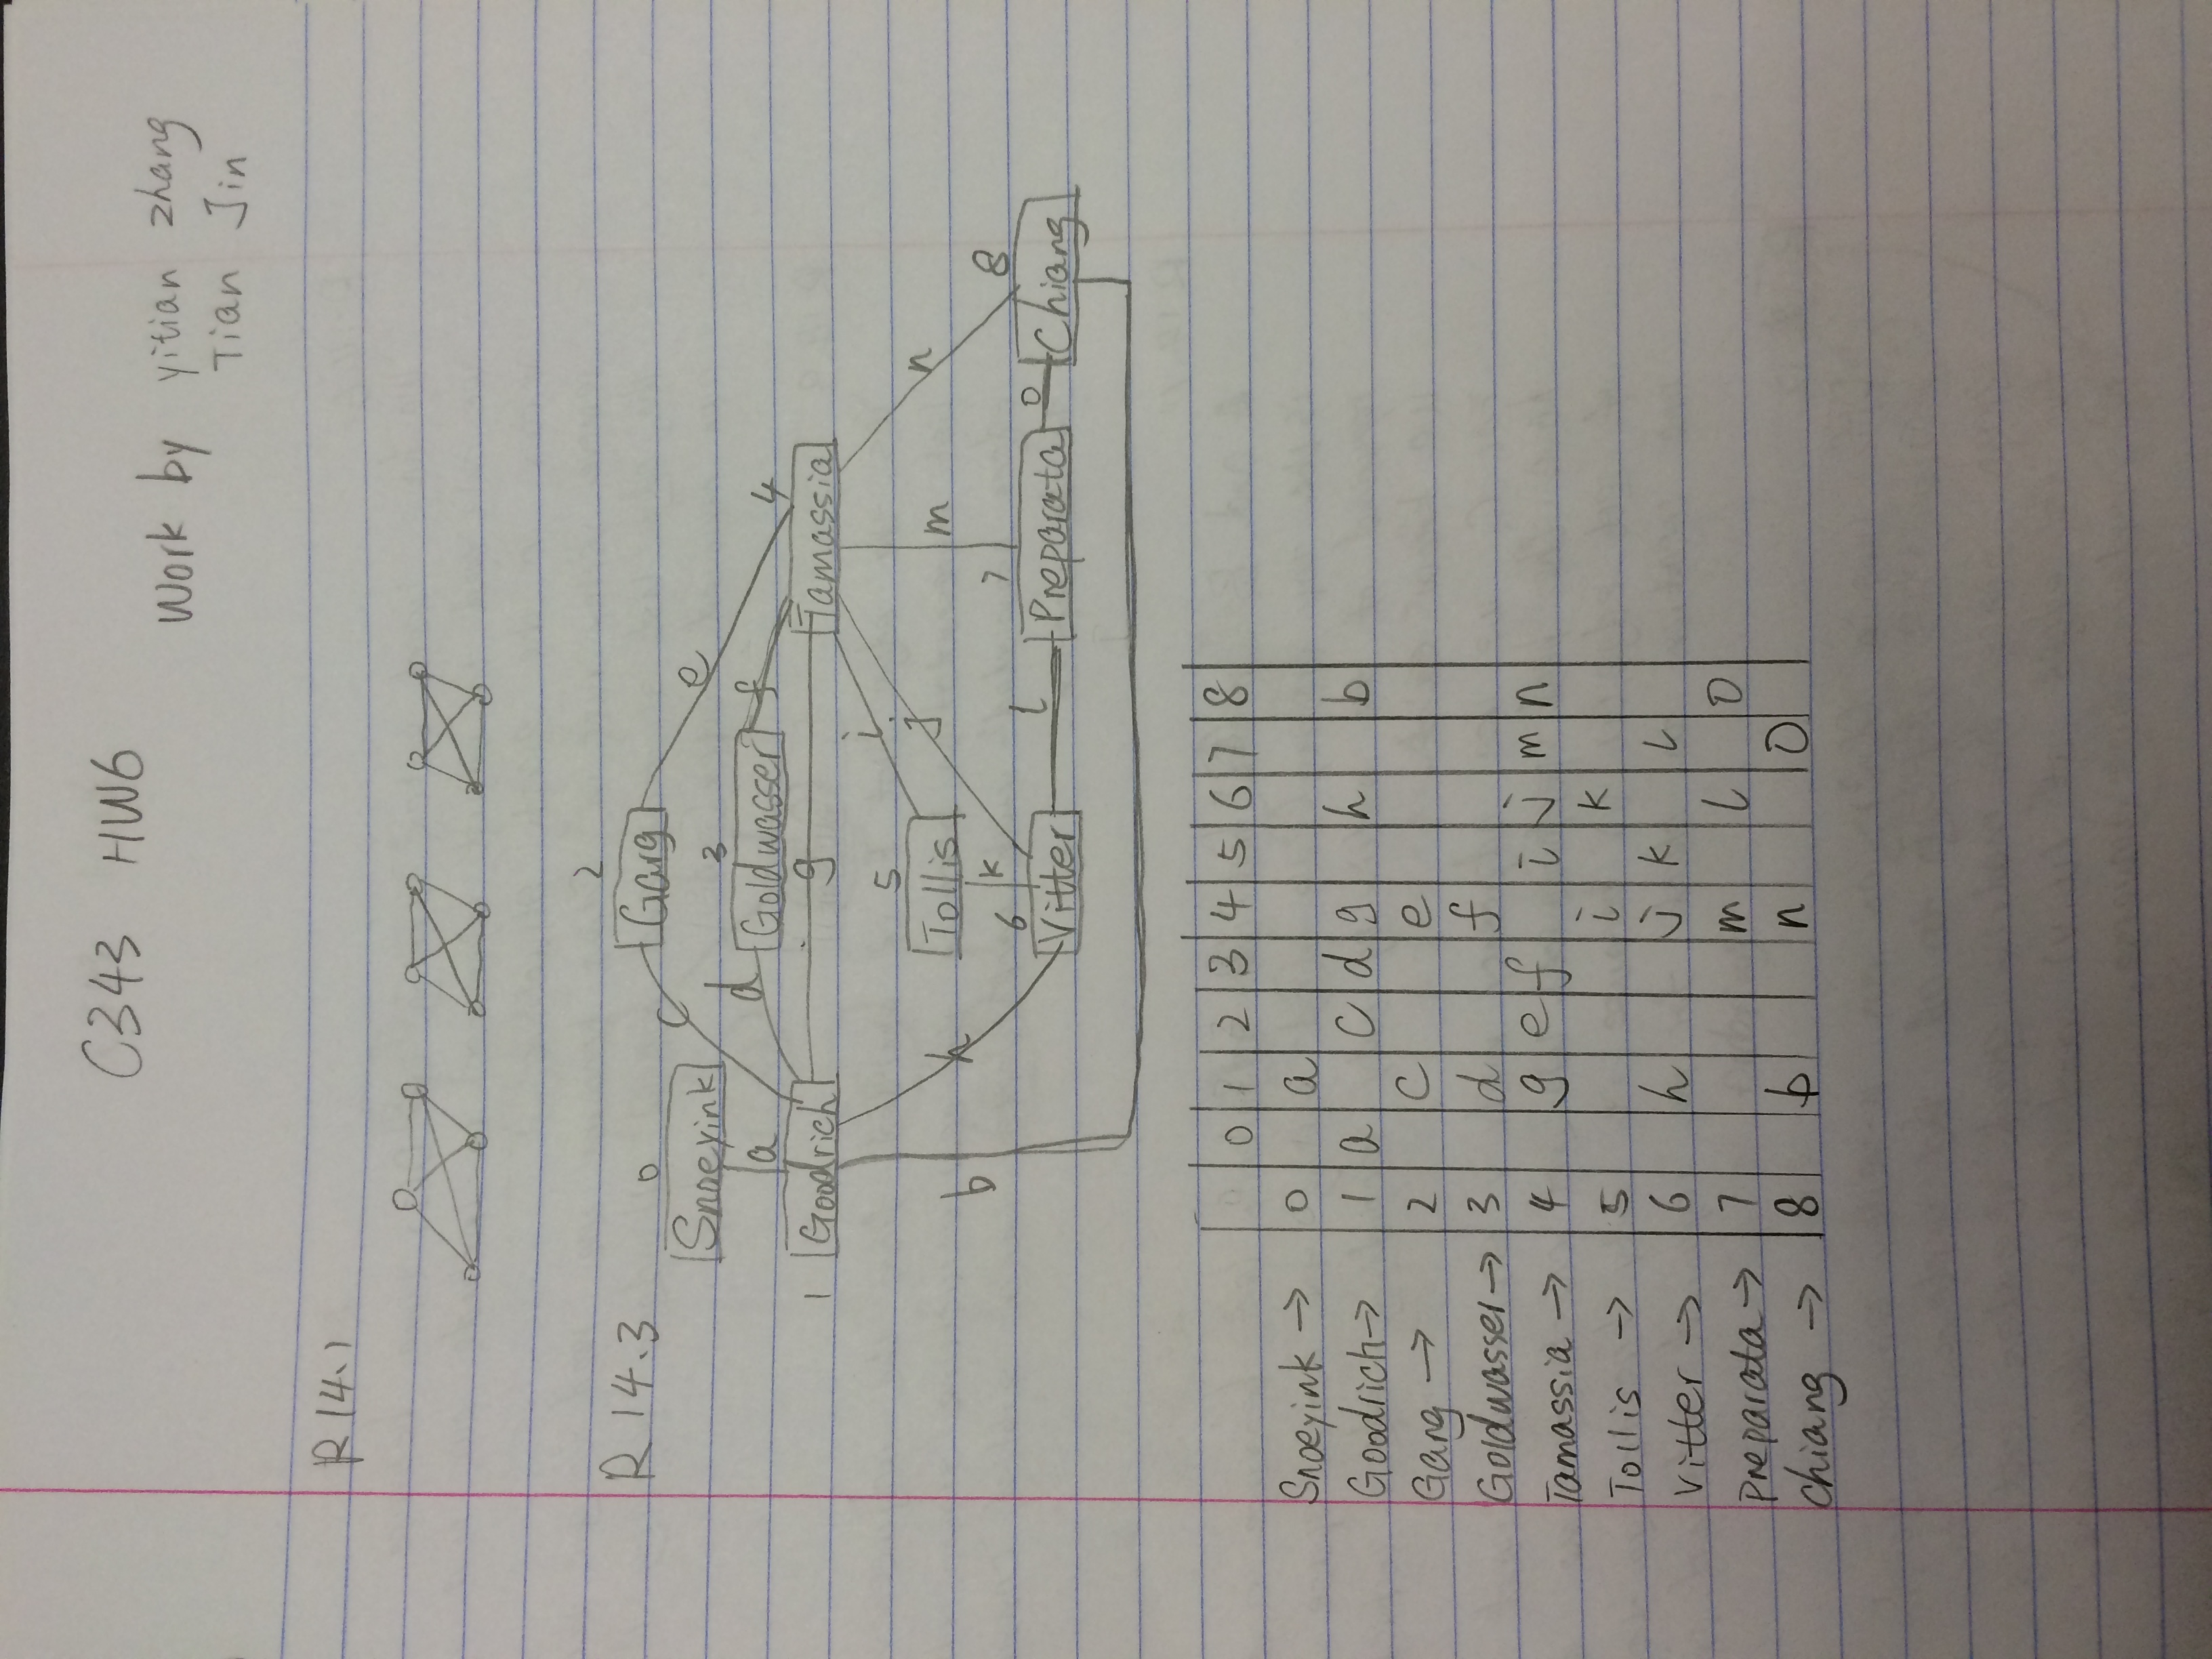 C343 HW6
Work by yitian zhang
Tian Jin
R 14.1
R 14.3
2
0
Garg
c
e
Snoeyink
3
d
Goldwasser
f
4
a
1
Goodrich
g
Tamassia
i
5
j
Tollis
m
n
h
b
k
6
7
8
l
o
Vitter
Preparata
Chiang
0 1 2 3 4 5 6 7 8
Snoeyink → 0 a
Goodrich → 1 a c d g h b
Garg → 2 c e
Goldwasser → 3 d f
Tamassia → 4 g e f i j m n
Tollis → 5 i k
Vitter → 6 h j k l
Preparata → 7 m l o
Chiang → 8 b n o